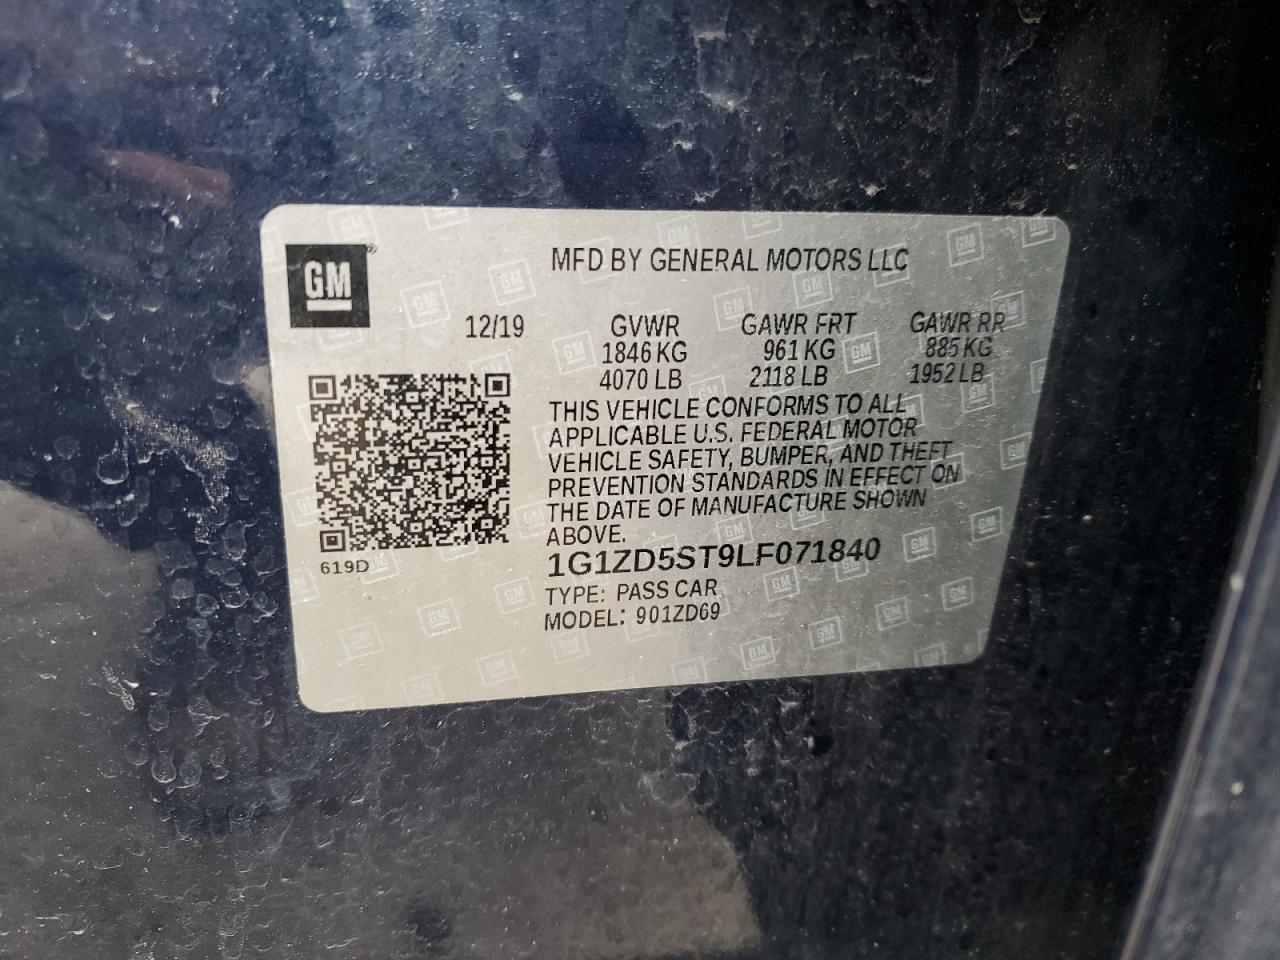 GM®
MFD BY GENERAL MOTORS LLC
12/19 GVWR GAWR FRT GAWR RR
1846 KG 961 KG 885 KG
4070 LB 2118 LB 1952 LB
THIS VEHICLE CONFORMS TO ALL
APPLICABLE U.S. FEDERAL MOTOR
VEHICLE SAFETY, BUMPER, AND THEFT
PREVENTION STANDARDS IN EFFECT ON
THE DATE OF MANUFACTURE SHOWN
ABOVE.
619D
1G1ZD5ST9LF071840
TYPE: PASS CAR
MODEL: 901ZD69